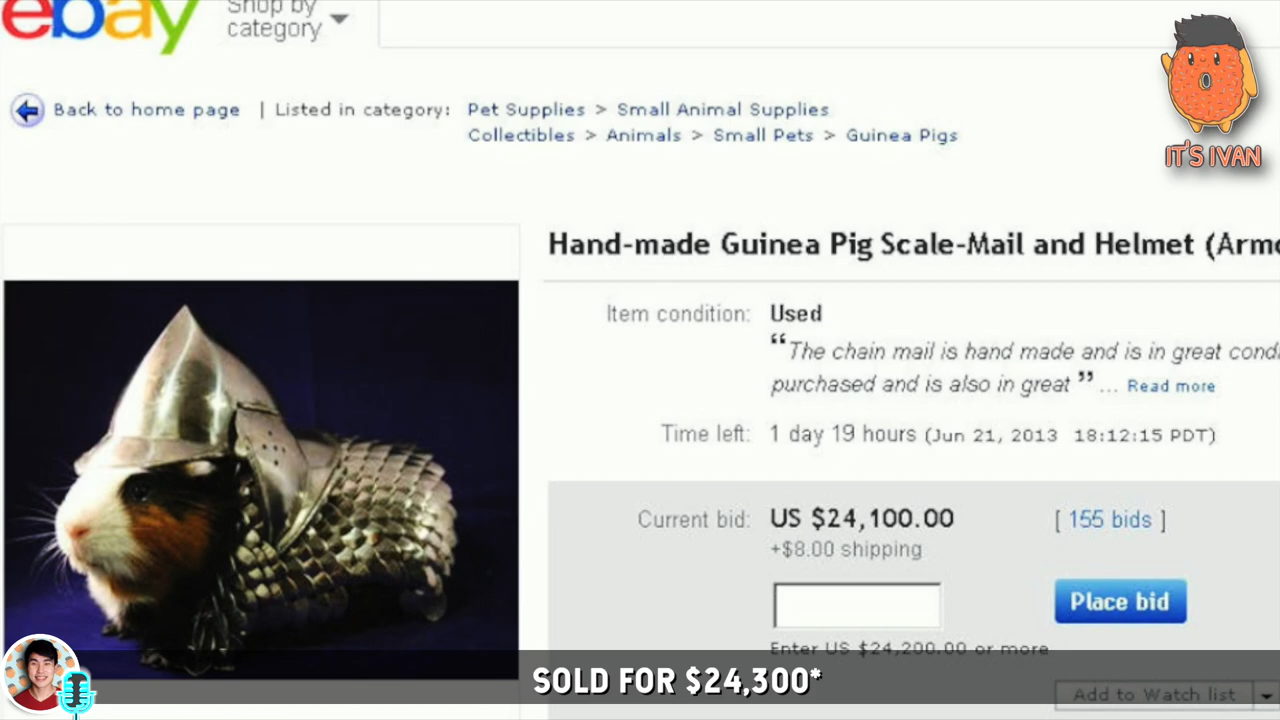 ebay
Shop by
category
IT'S IVAN
Back to home page | Listed in category: Pet Supplies > Small Animal Supplies
Collectibles > Animals > Small Pets > Guinea Pigs
Hand-made Guinea Pig Scale-Mail and Helmet (Armo
Item condition: Used
“The chain mail is hand made and is in great condi
purchased and is also in great ” ... Read more
Time left: 1 day 19 hours (Jun 21, 2013 18:12:15 PDT)
Current bid: US $24,100.00 [ 155 bids ]
+$8.00 shipping
Place bid
Enter US $24,200.00 or more
SOLD FOR $24,300*
Add to Watch list